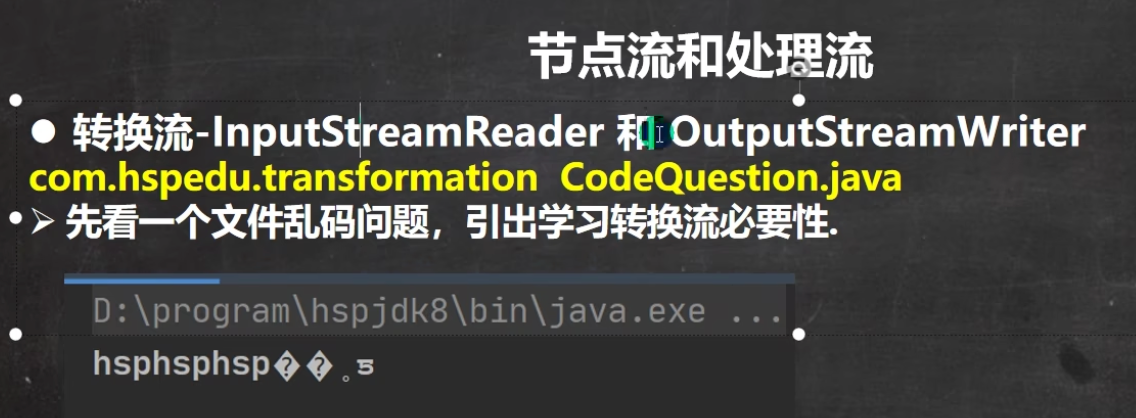 节点流和处理流
● 转换流-InputStreamReader 和 OutputStreamWriter
com.hspedu.transformation CodeQuestion.java
➢ 先看一个文件乱码问题，引出学习转换流必要性.
D:\program\hspjdk8\bin\java.exe ...
hsphsphsp��